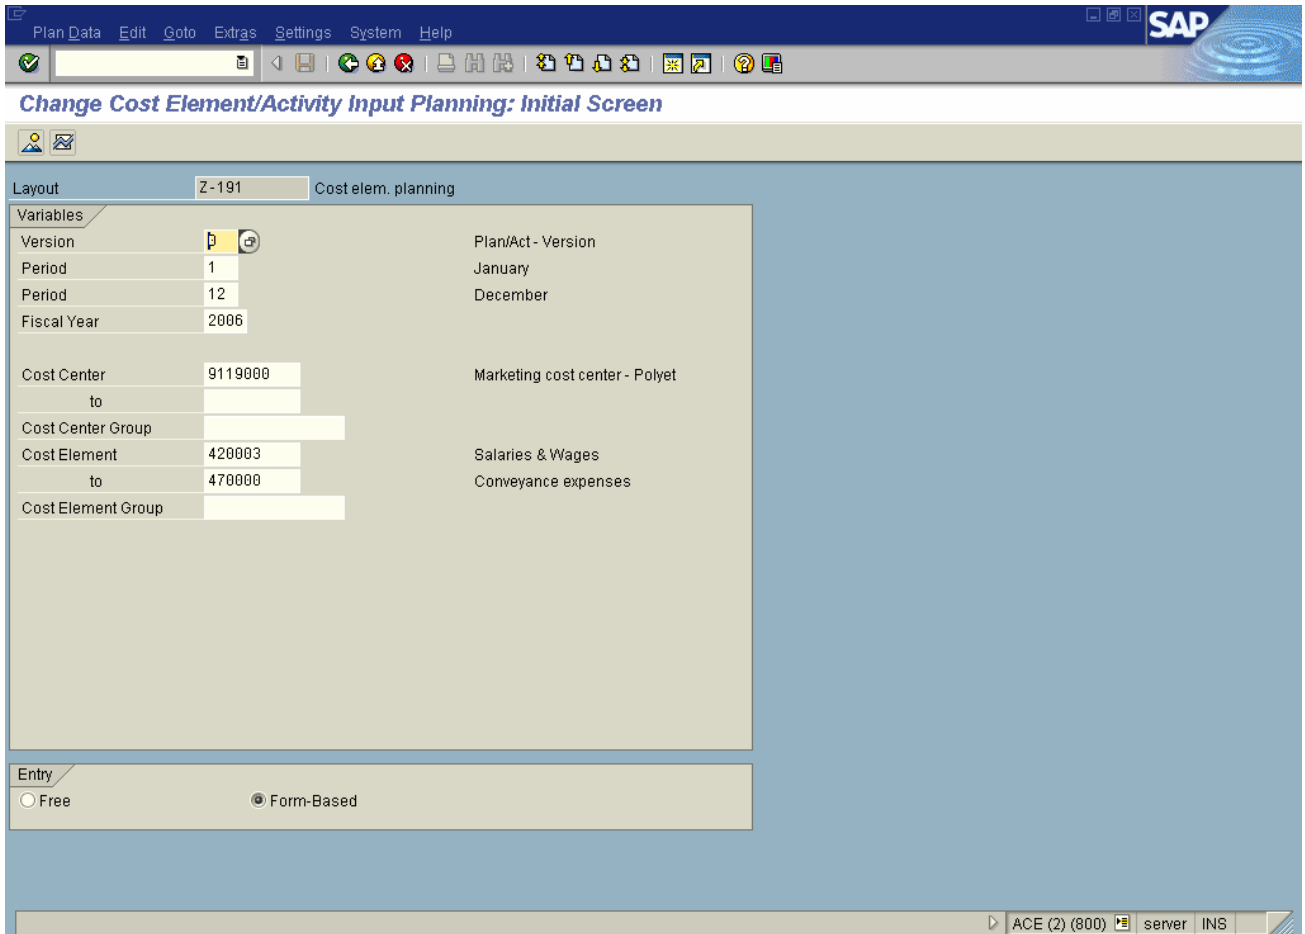 Plan Data Edit Goto Extras Settings System Help
SAP
Change Cost Element/Activity Input Planning: Initial Screen
Layout Z-191 Cost elem. planning
Variables
Version Plan/Act - Version
Period 1 January
Period 12 December
Fiscal Year 2006
Cost Center 9119000 Marketing cost center - Polyet
to
Cost Center Group
Cost Element 420003 Salaries & Wages
to 470000 Conveyance expenses
Cost Element Group
Entry
Free Form-Based
ACE (2) (800) server INS